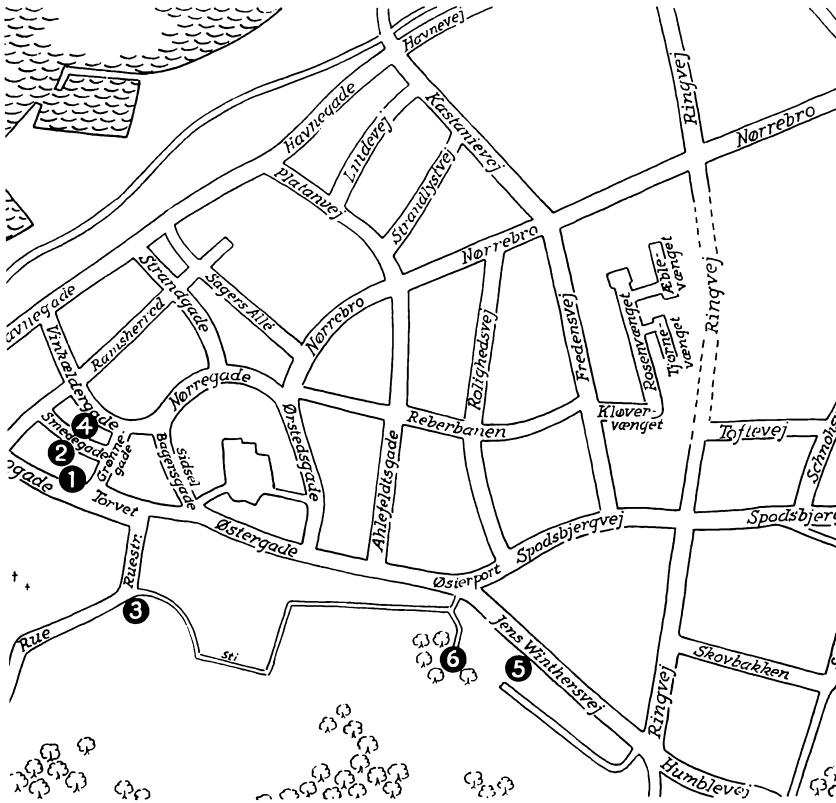 Havnevej
Ringvej
Nørrebro
Havnegade
Lindevej
Kastanievej
Platanvej
Strandlystvej
Nørrebro
Æble-
vænget
Strandgade
Sagers Allé
Ramsherred
Vinkældergade
Nørrebro
Rolighedsvej
Fredensvej
Rosenvænget
Tjørne-
vænget
Ringvej
Nørregade
Kløver-
vænget
Reberbanen
Toftevej
4
Smedegade
2
1
Grønne-
gade
Sidsel
Bagersgade
Ørstedsgade
Ahlefeldtsgade
Torvet
Østergade
Spodsbjergvej
Spodsbjerg
Ruestr.
Østerport
3
Rue
Sti
6
5
Jens Winthersvej
Skovbakken
Ringvej
Humblevej